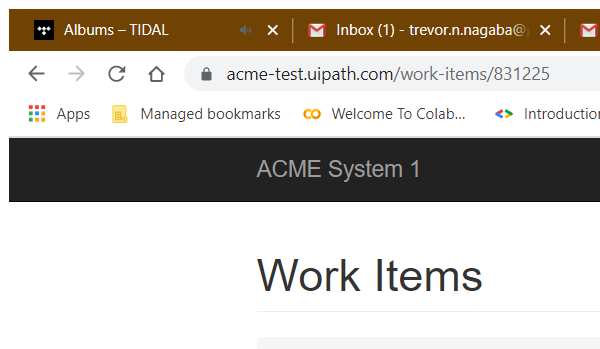 Albums – TIDAL
Inbox (1) - trevor.n.nagaba@
acme-test.uipath.com/work-items/831225
Apps
Managed bookmarks
Welcome To Colab...
Introduction
ACME System 1
Work Items